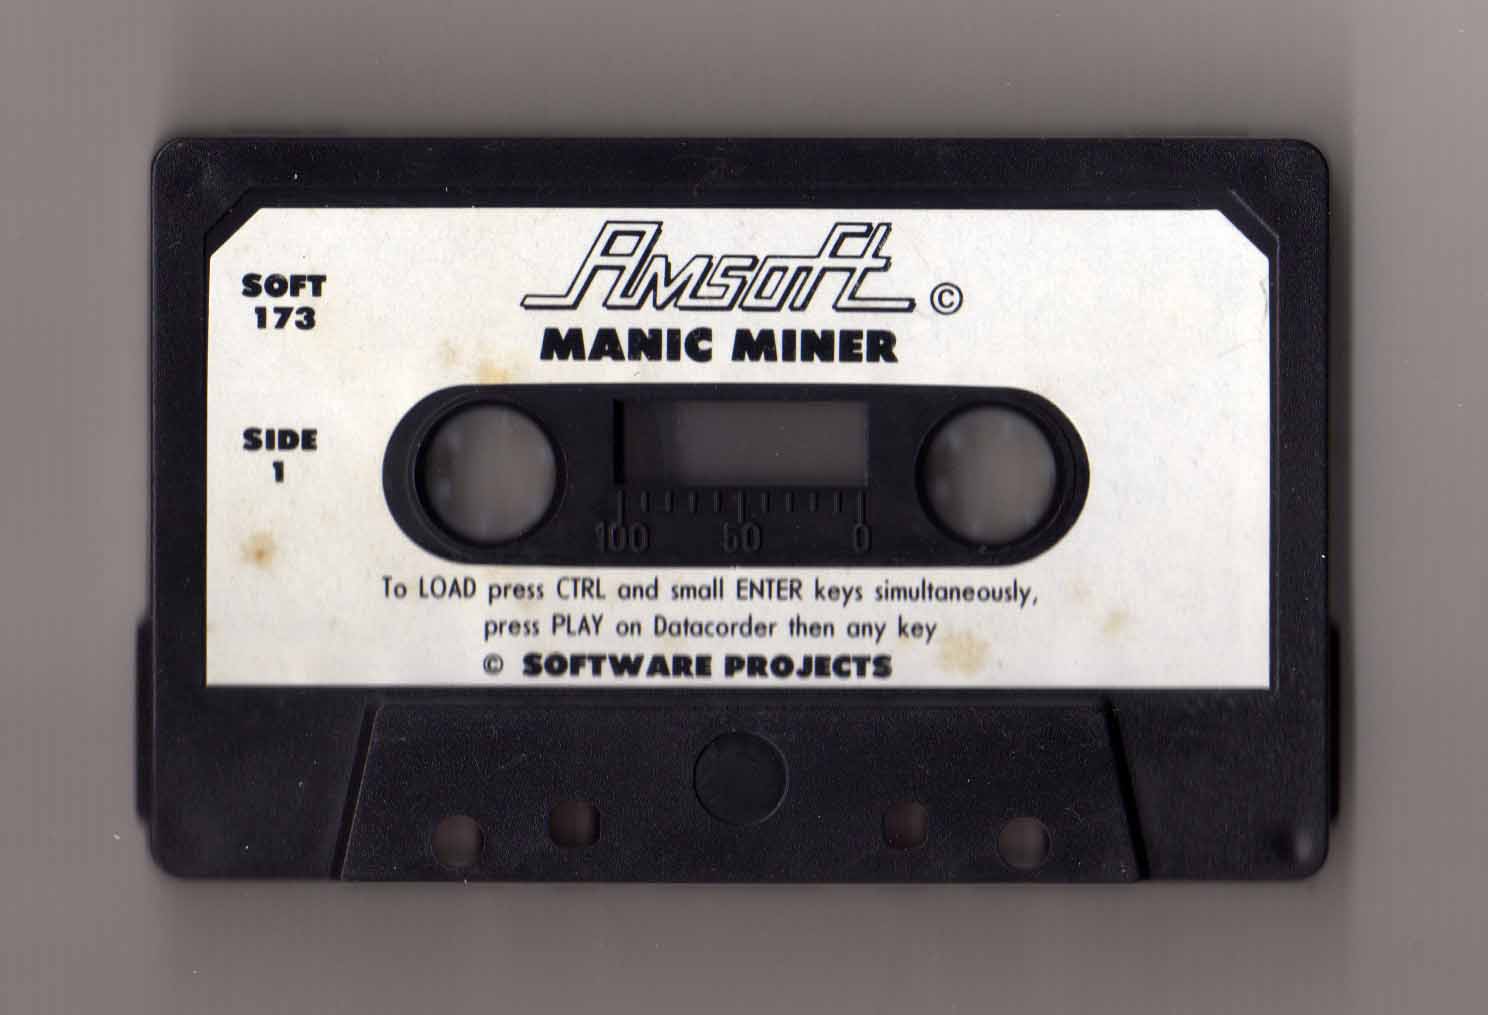 SOFT
173
Amsoft ©
MANIC MINER
SIDE
1
100 50 0
To LOAD press CTRL and small ENTER keys simultaneously,
press PLAY on Datacorder then any key
© SOFTWARE PROJECTS